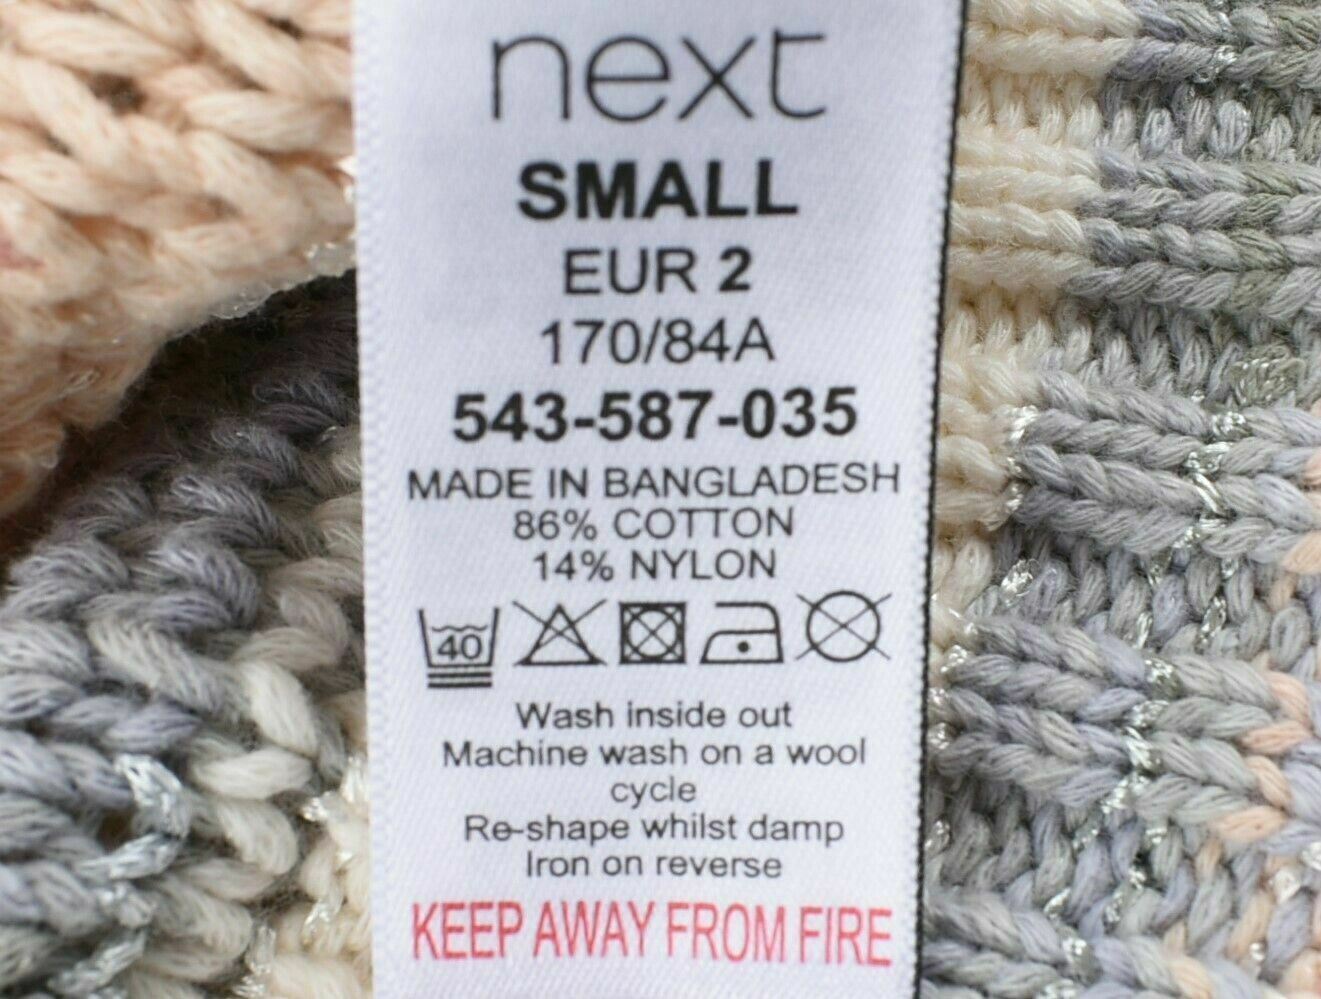 next
SMALL
EUR 2
170/84A
543-587-035
MADE IN BANGLADESH
86% COTTON
14% NYLON
40
Wash inside out
Machine wash on a wool
cycle
Re-shape whilst damp
Iron on reverse
KEEP AWAY FROM FIRE